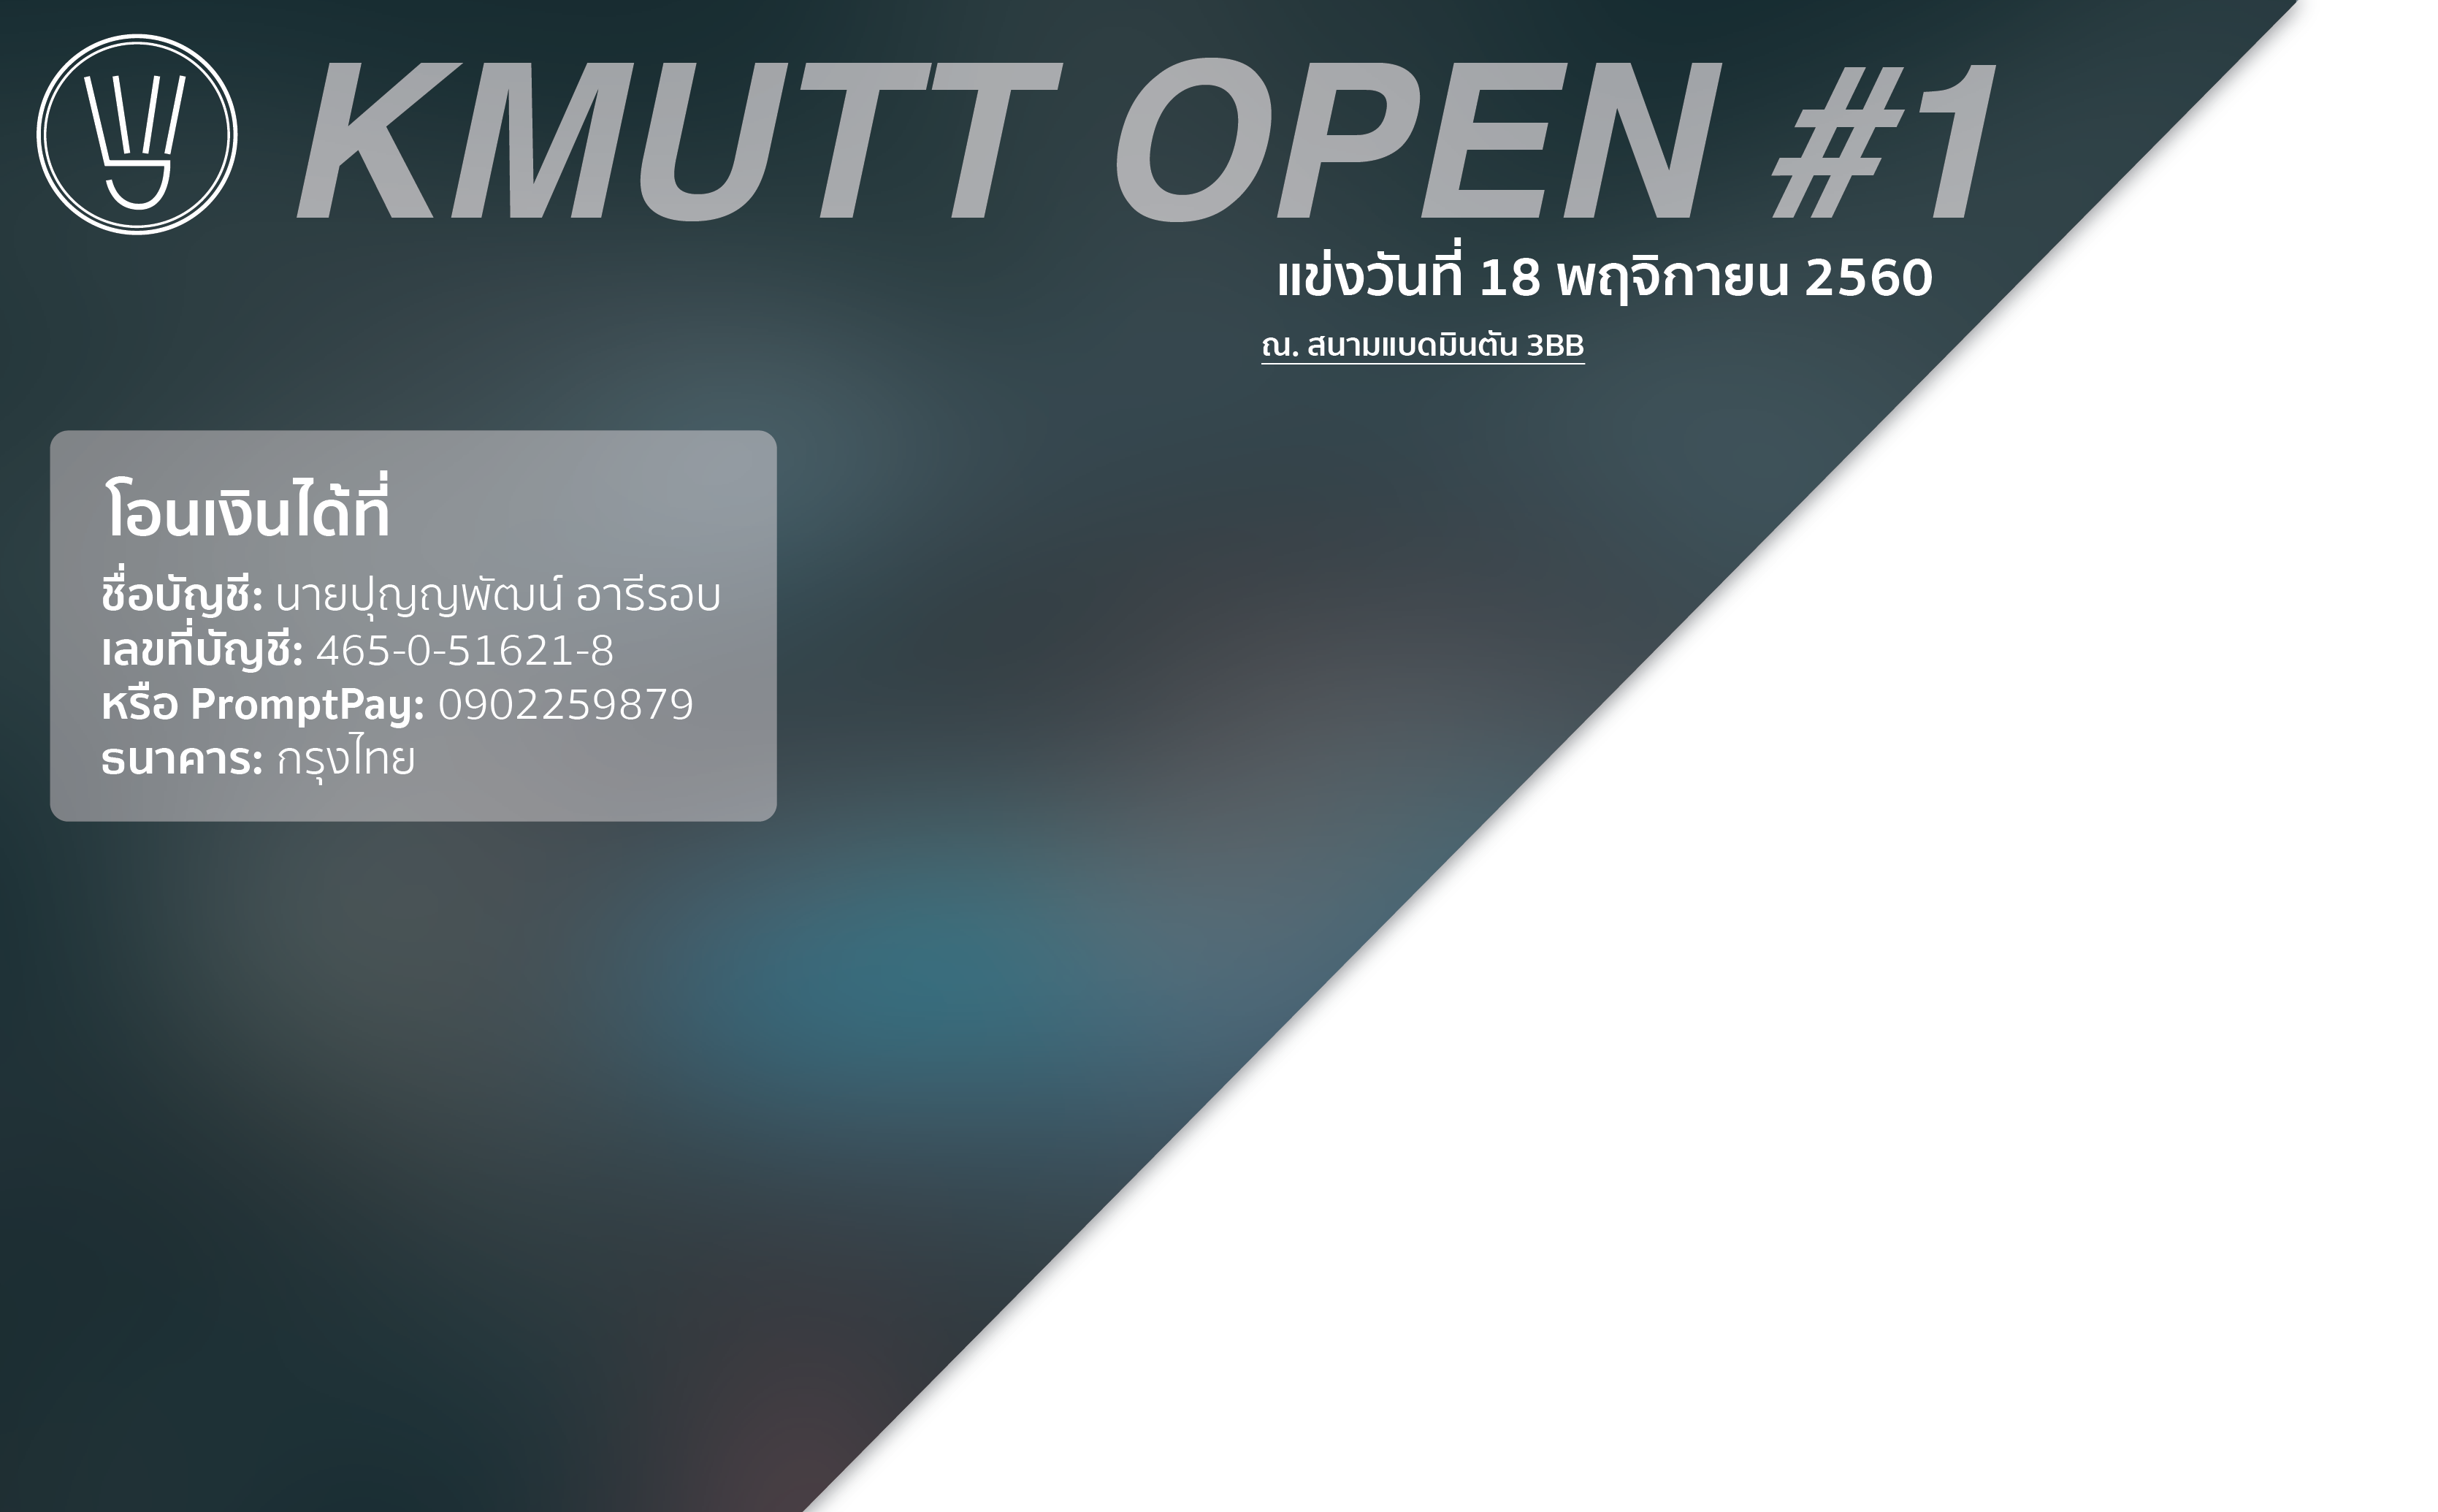 KMUTT OPEN #1
แข่งวันที่ 18 พฤจิกายน 2560
ณ. สนามแบดมินตัน 3BB
โอนเงินได้ที่
ชื่อบัญชี: นายปุญญพัฒน์ อารีรอบ
เลขที่บัญชี: 465-0-51621-8
หรือ PromptPay: 0902259879
ธนาคาร: กรุงไทย